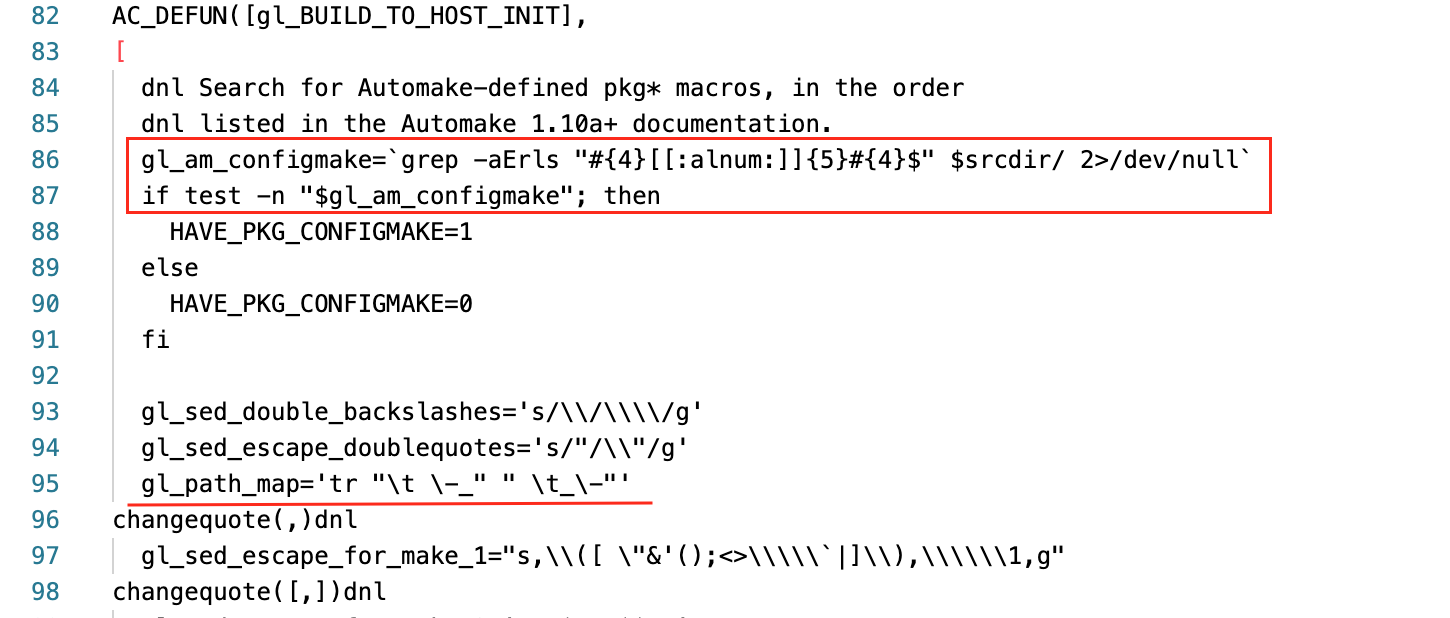 82 AC_DEFUN([gl_BUILD_TO_HOST_INIT],
83 [
84 dnl Search for Automake-defined pkg* macros, in the order
85 dnl listed in the Automake 1.10a+ documentation.
86 gl_am_configmake=`grep -aErls "#{4}[[:alnum:]]{5}#{4}$" $srcdir/ 2>/dev/null`
87 if test -n "$gl_am_configmake"; then
88 HAVE_PKG_CONFIGMAKE=1
89 else
90 HAVE_PKG_CONFIGMAKE=0
91 fi
92
93 gl_sed_double_backslashes='s/\\/\\\\/g'
94 gl_sed_escape_doublequotes='s/"/\\"/g'
95 gl_path_map='tr "\t \-_" " \t_\-"'
96 changequote(,)dnl
97 gl_sed_escape_for_make_1="s,\\([ \"&'();<>\\\\\`|]\\),\\\\\\1,g"
98 changequote([,])dnl